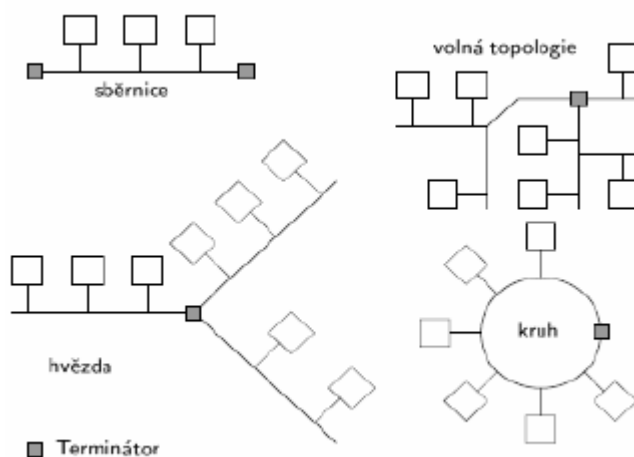 sběrnice
volná topologie
hvězda
kruh
Terminátor